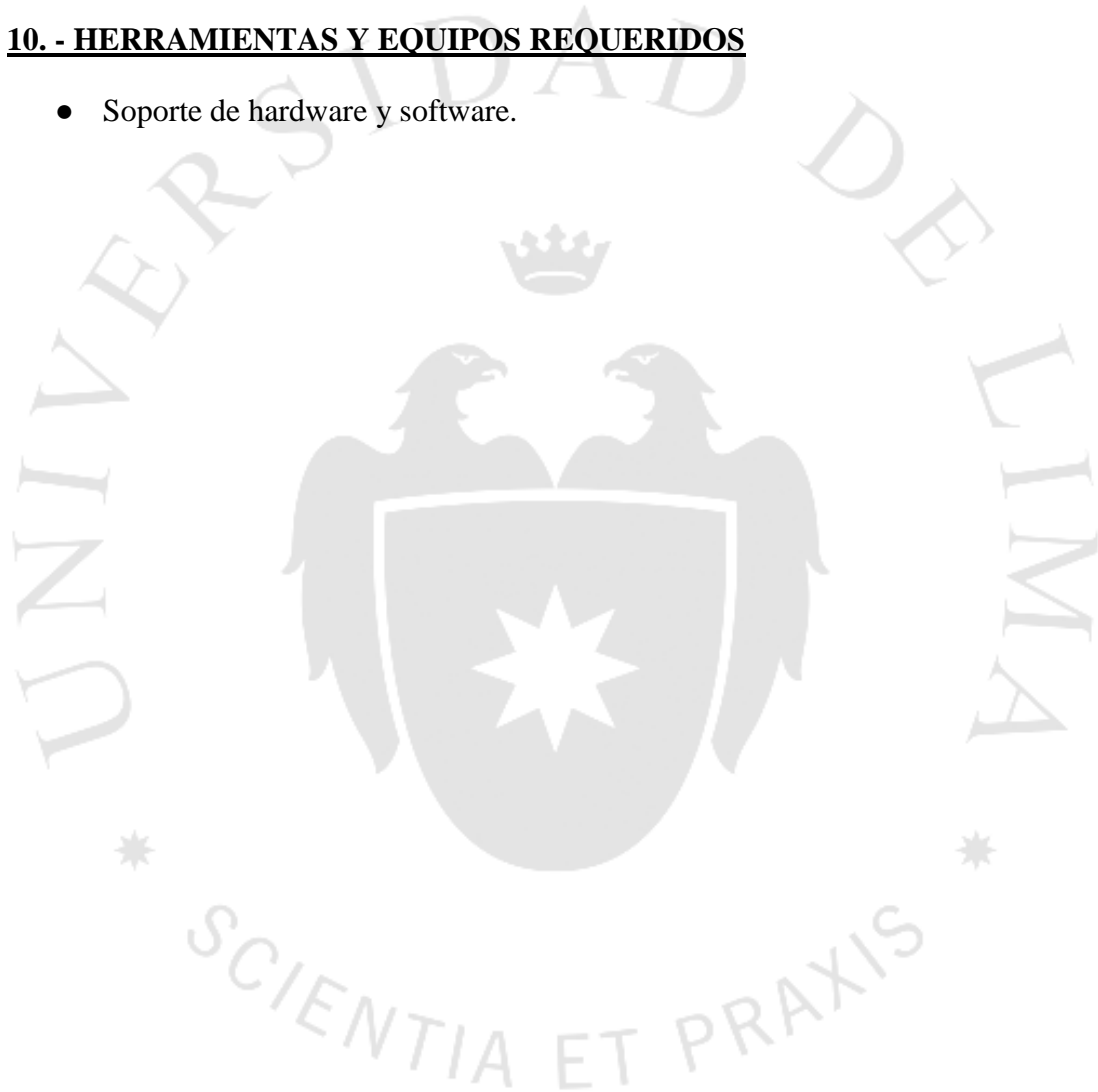 10. - HERRAMIENTAS Y EQUIPOS REQUERIDOS
● Soporte de hardware y software.
UNIVERSIDAD DE LIMA
SCIENTIA ET PRAXIS